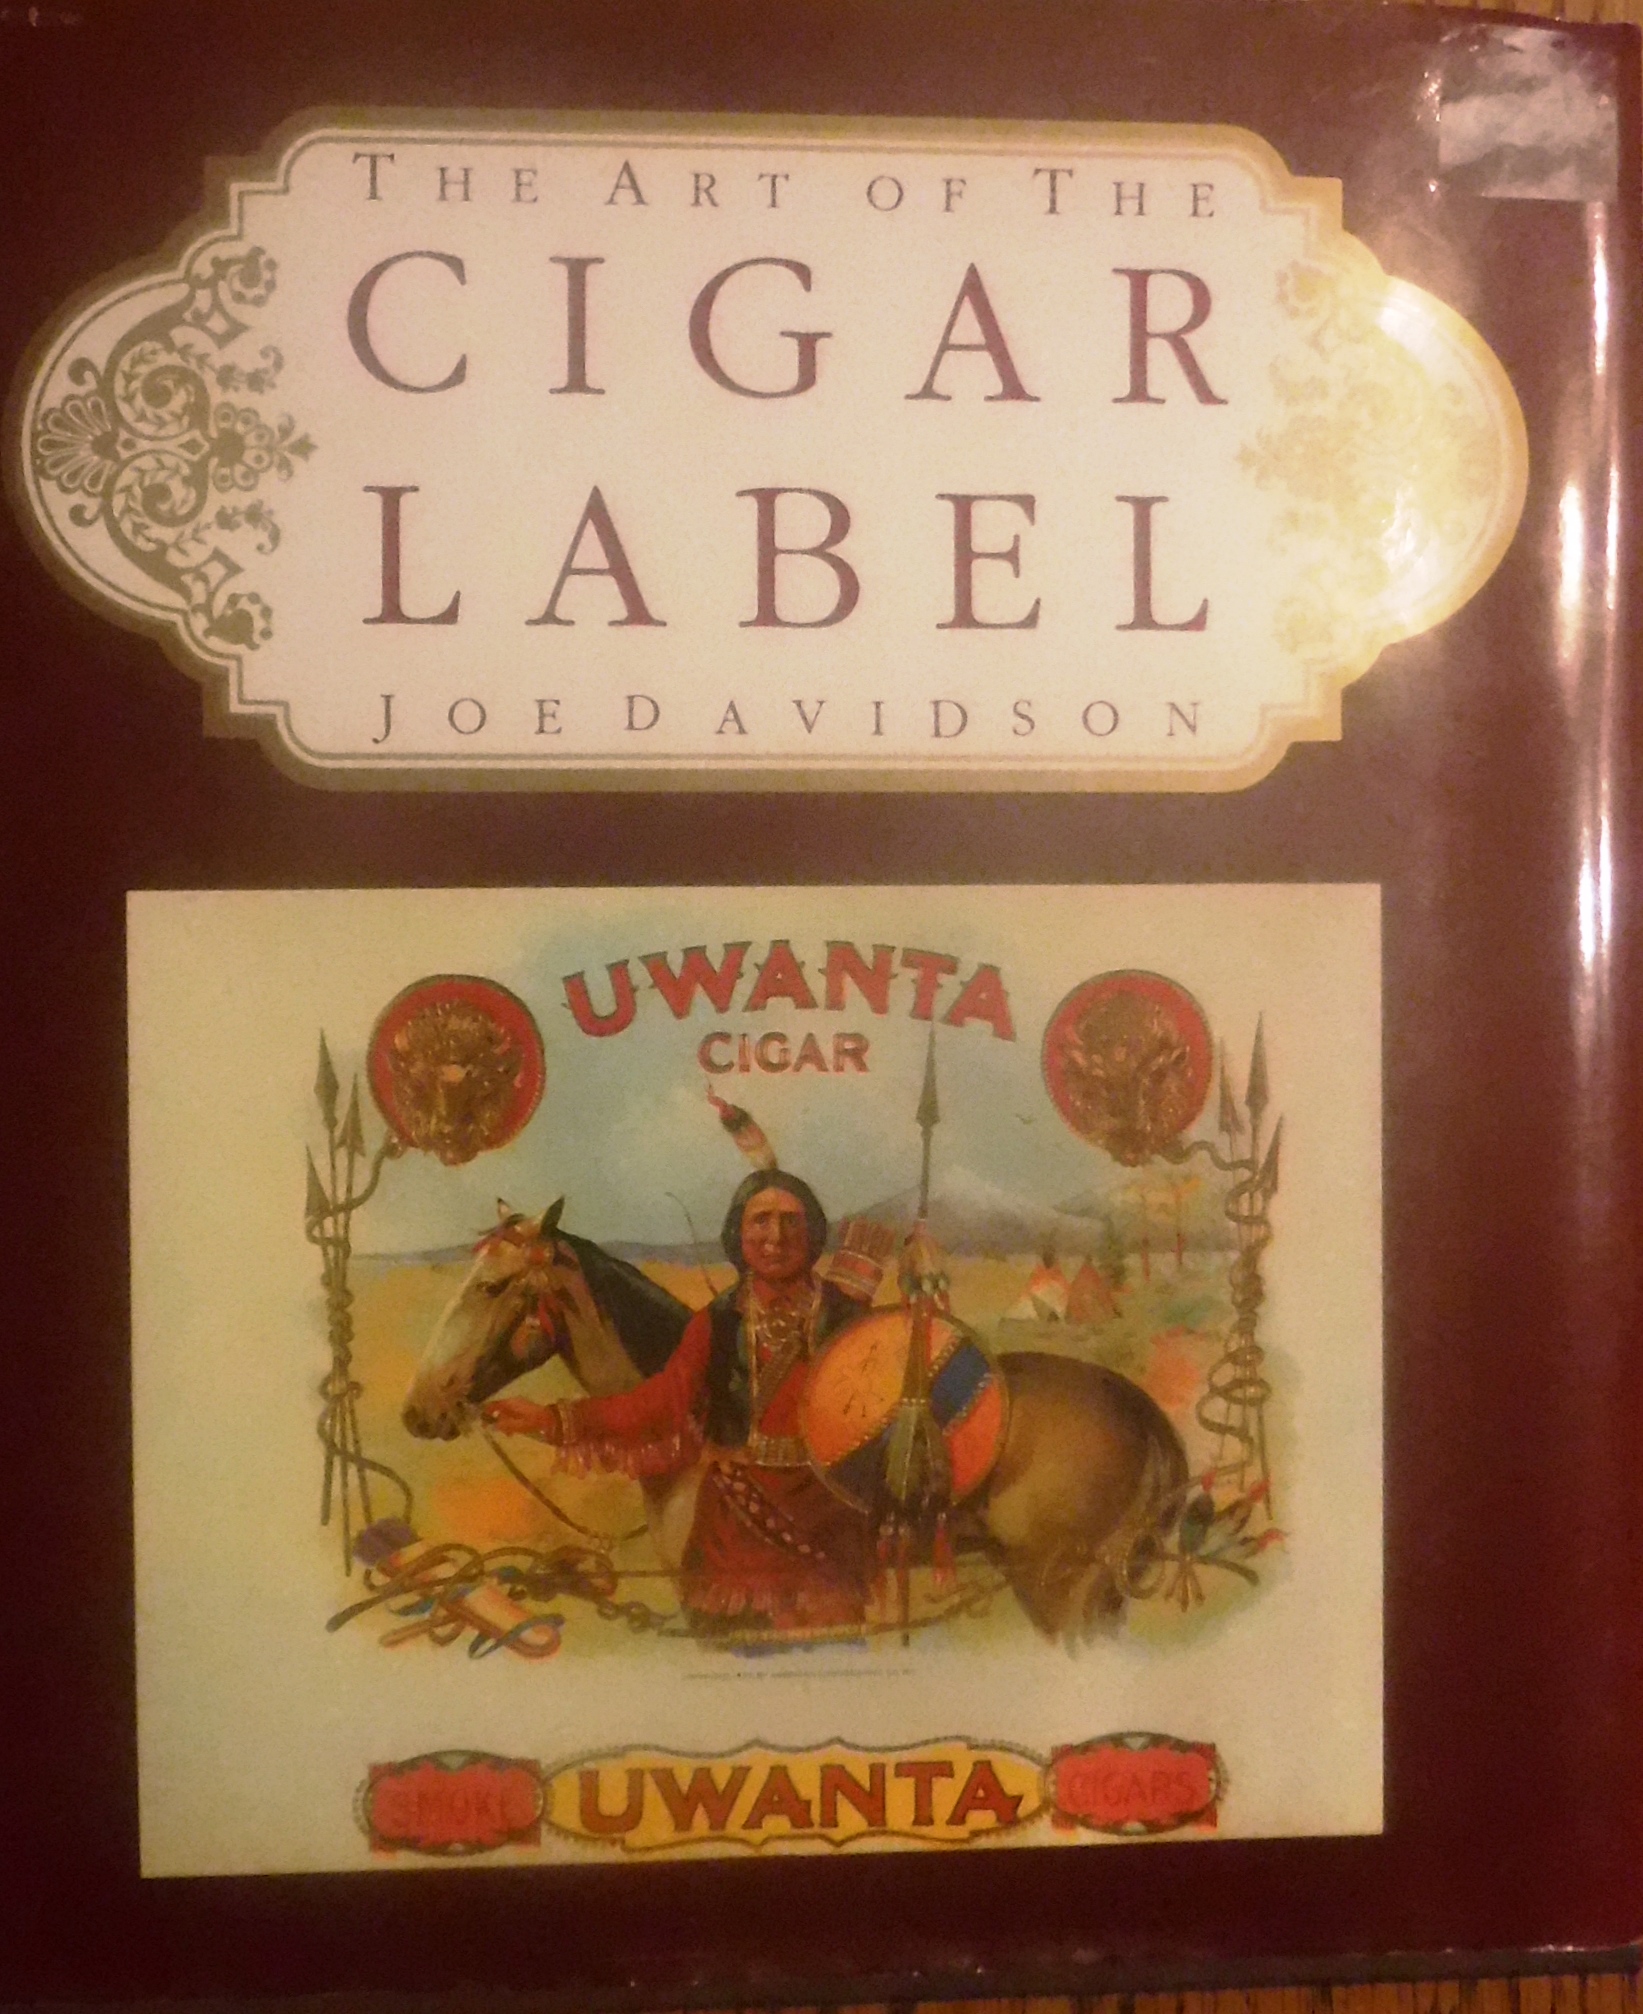 THE ART OF THE
CIGAR
LABEL
JOE DAVIDSON
UWANTA
CIGAR
SMOKE UWANTA CIGARS